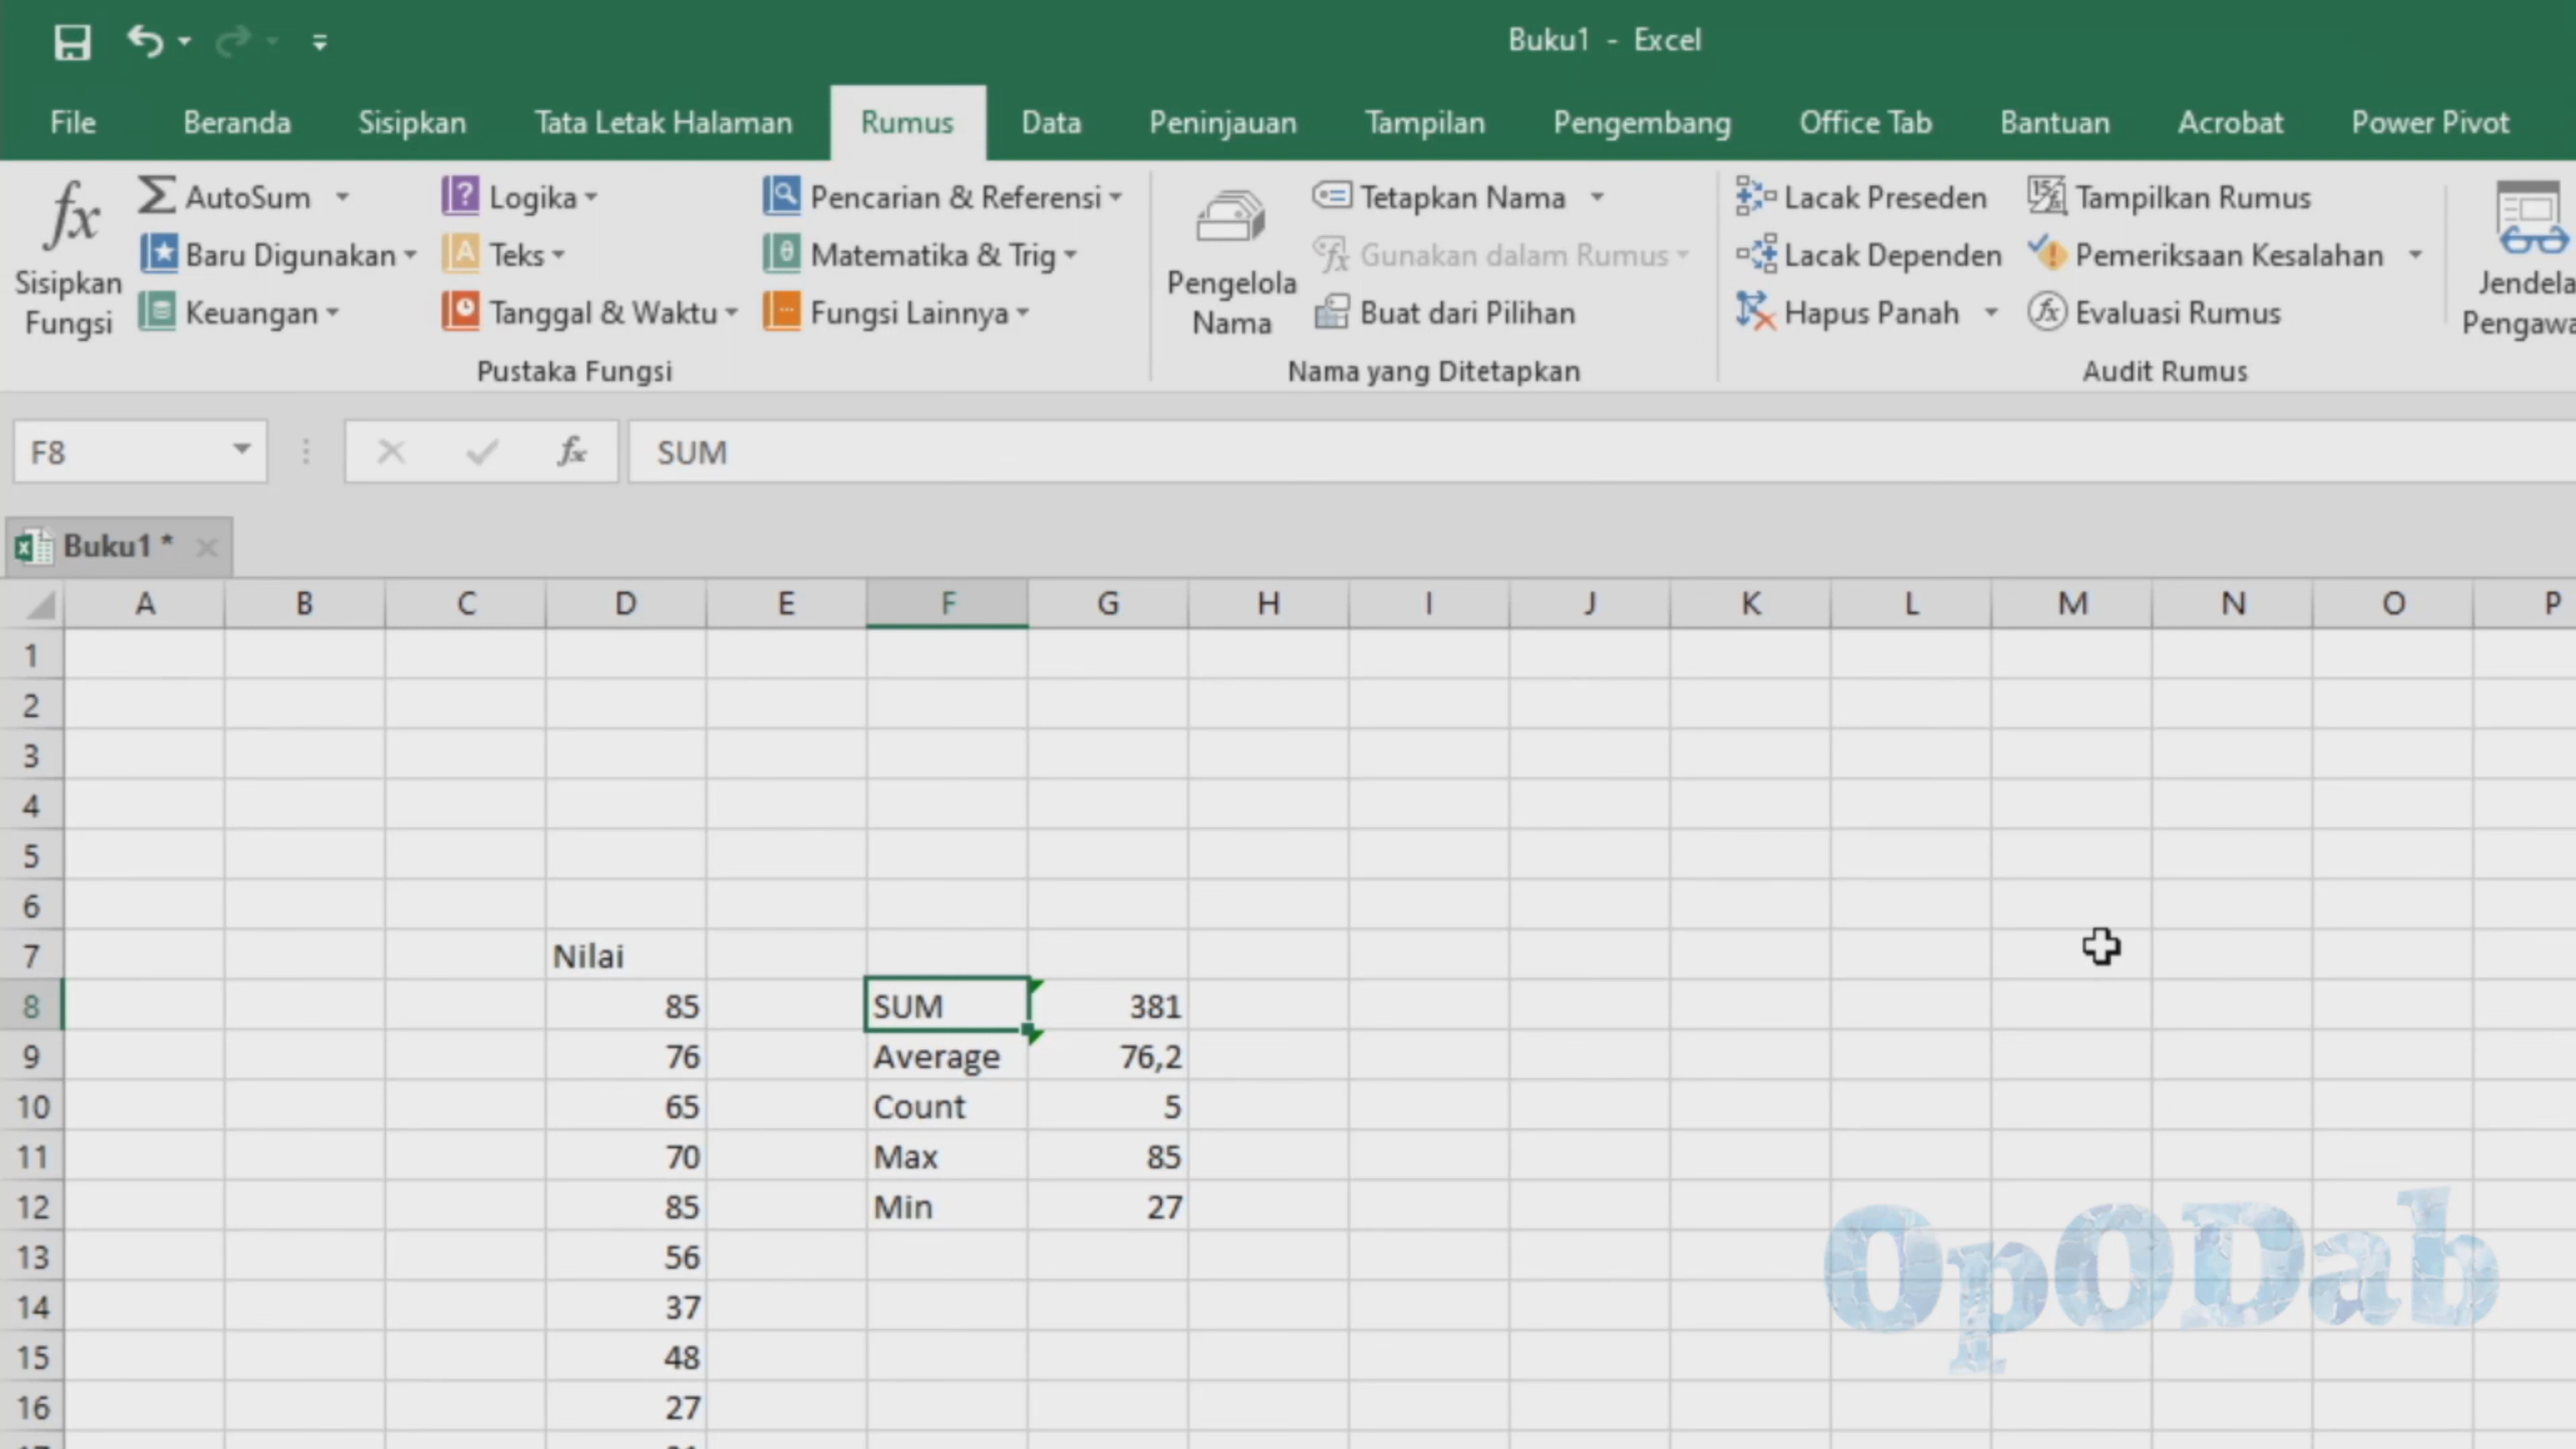 Buku1 - Excel
File Beranda Sisipkan Tata Letak Halaman Rumus Data Peninjauan Tampilan Pengembang Office Tab Bantuan Acrobat Power Pivot
fx Sisipkan Fungsi
AutoSum
Baru Digunakan
Keuangan
Logika
Teks
Tanggal & Waktu
Pencarian & Referensi
Matematika & Trig
Fungsi Lainnya
Pustaka Fungsi
Pengelola Nama
Tetapkan Nama
Gunakan dalam Rumus
Buat dari Pilihan
Nama yang Ditetapkan
Lacak Preseden
Lacak Dependen
Hapus Panah
Tampilkan Rumus
Pemeriksaan Kesalahan
Evaluasi Rumus
Audit Rumus
F8 fx SUM
Buku1 *
A B C D E F G H I J K L M N O P
1
2
3
4
5
6
7 Nilai
8 85 SUM 381
9 76 Average 76,2
10 65 Count 5
11 70 Max 85
12 85 Min 27
13 56
14 37
15 48
16 27
OpODab